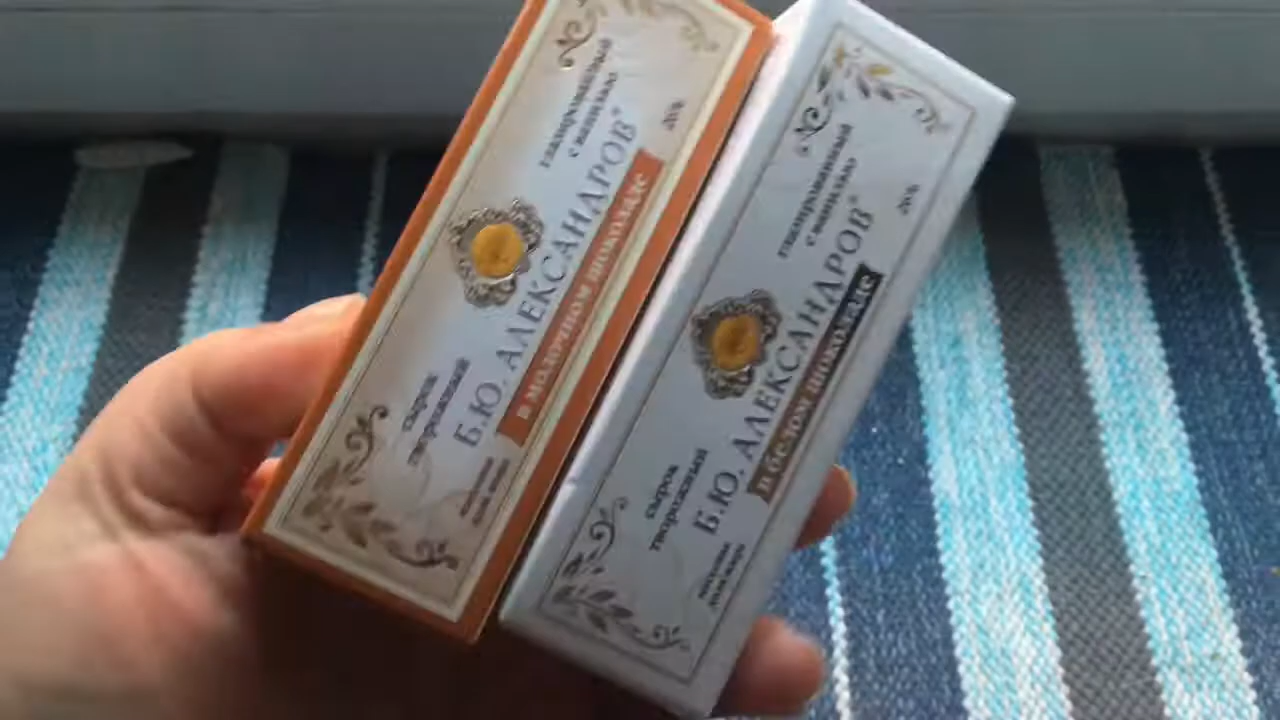 сырок
творожный
глазированный
с ванилью
Б.Ю. АЛЕКСАНДРОВ®
в молочном шоколаде
сырок
творожный
глазированный
с ванилью
Б.Ю. АЛЕКСАНДРОВ®
в белом шоколаде